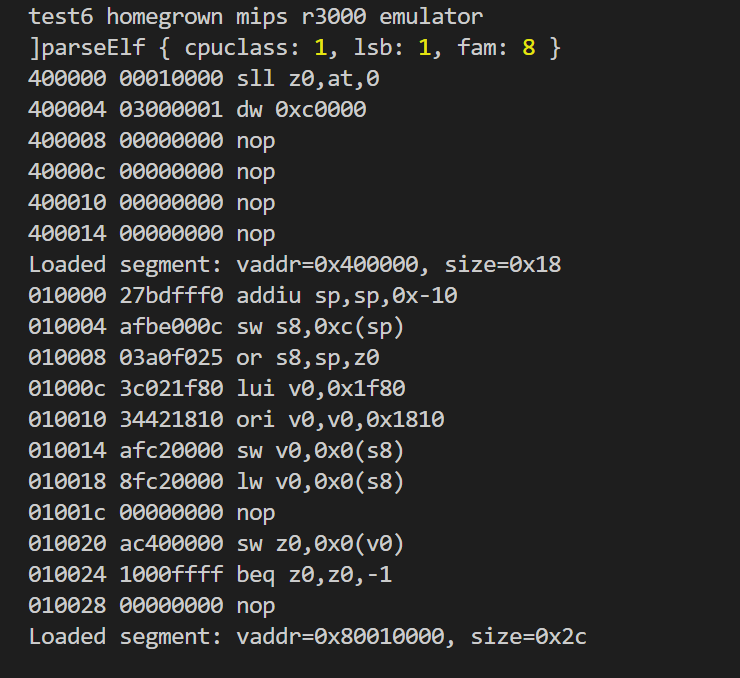 test6 homegrown mips r3000 emulator
]parseElf { cpuclass: 1, lsb: 1, fam: 8 }
400000 00010000 sll z0,at,0
400004 03000001 dw 0xc0000
400008 00000000 nop
40000c 00000000 nop
400010 00000000 nop
400014 00000000 nop
Loaded segment: vaddr=0x400000, size=0x18
010000 27bdfff0 addiu sp,sp,0x-10
010004 afbe000c sw s8,0xc(sp)
010008 03a0f025 or s8,sp,z0
01000c 3c021f80 lui v0,0x1f80
010010 34421810 ori v0,v0,0x1810
010014 afc20000 sw v0,0x0(s8)
010018 8fc20000 lw v0,0x0(s8)
01001c 00000000 nop
010020 ac400000 sw z0,0x0(v0)
010024 1000ffff beq z0,z0,-1
010028 00000000 nop
Loaded segment: vaddr=0x80010000, size=0x2c